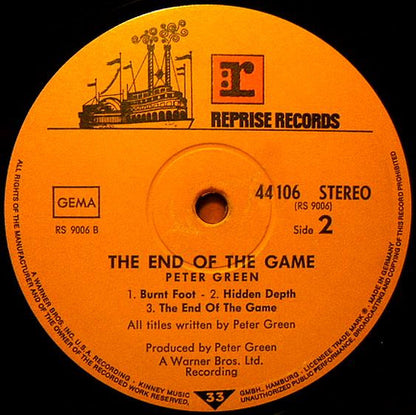 r
REPRISE RECORDS
GEMA
44106 STEREO
(RS 9006)
RS 9006 B
Side 2
THE END OF THE GAME
PETER GREEN
1. Burnt Foot - 2. Hidden Depth
3. The End Of The Game
All titles written by Peter Green
Produced by Peter Green
A Warner Bros. Ltd.
Recording
33
ALL RIGHTS OF THE MANUFACTURER AND OF THE OWNER OF THE RECORDED WORK RESERVED,
A WARNER BROS. INC. U.S.A. RECORDING - KINNEY MUSIC
GMBH, HAMBURG - LICENSEE TRADE MARK ® - MADE IN GERMANY
UNAUTHORIZED PUBLIC PERFORMANCE, BROADCASTING AND COPYING OF THIS RECORD PROHIBITED